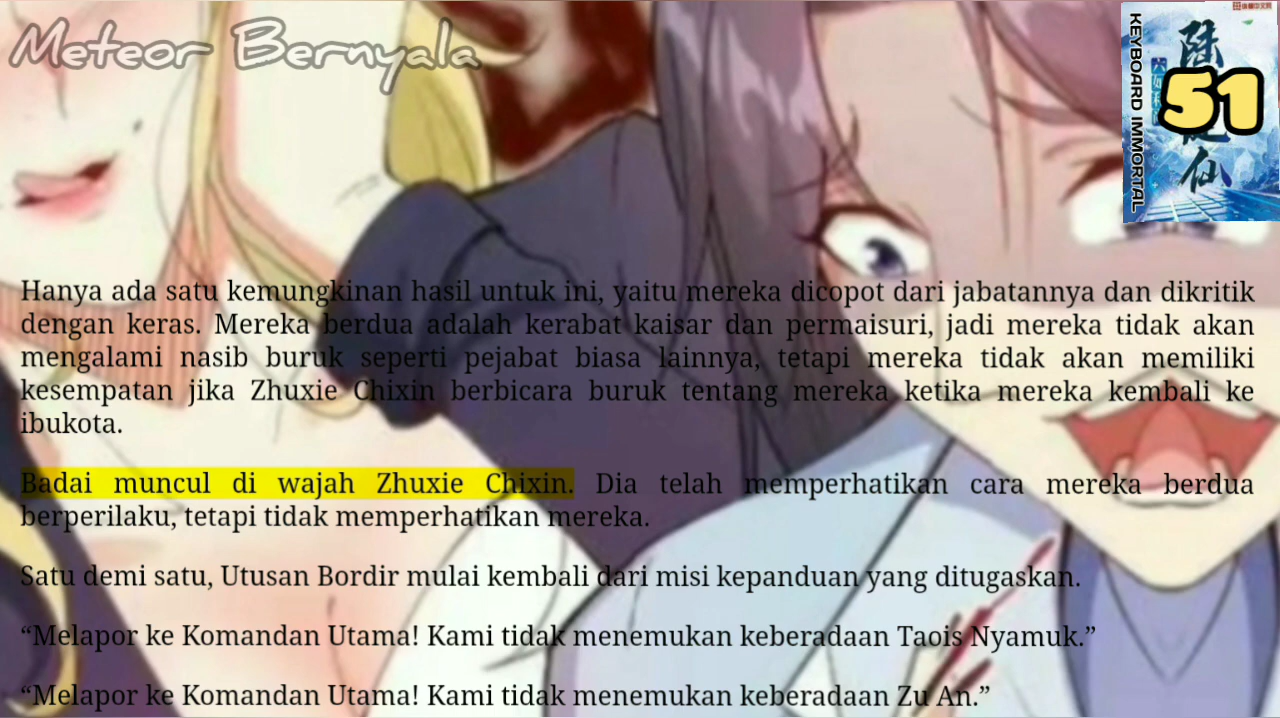 Meteor Bernyala
KEYBOARD IMMORTAL
51
Hanya ada satu kemungkinan hasil untuk ini, yaitu mereka dicopot dari jabatannya dan dikritik
dengan keras. Mereka berdua adalah kerabat kaisar dan permaisuri, jadi mereka tidak akan
mengalami nasib buruk seperti pejabat biasa lainnya, tetapi mereka tidak akan memiliki
kesempatan jika Zhuxie Chixin berbicara buruk tentang mereka ketika mereka kembali ke
ibukota.
Badai muncul di wajah Zhuxie Chixin. Dia telah memperhatikan cara mereka berdua
berperilaku, tetapi tidak memperhatikan mereka.
Satu demi satu, Utusan Bordir mulai kembali dari misi kepanduan yang ditugaskan.
“Melapor ke Komandan Utama! Kami tidak menemukan keberadaan Taois Nyamuk.”
“Melapor ke Komandan Utama! Kami tidak menemukan keberadaan Zu An.”